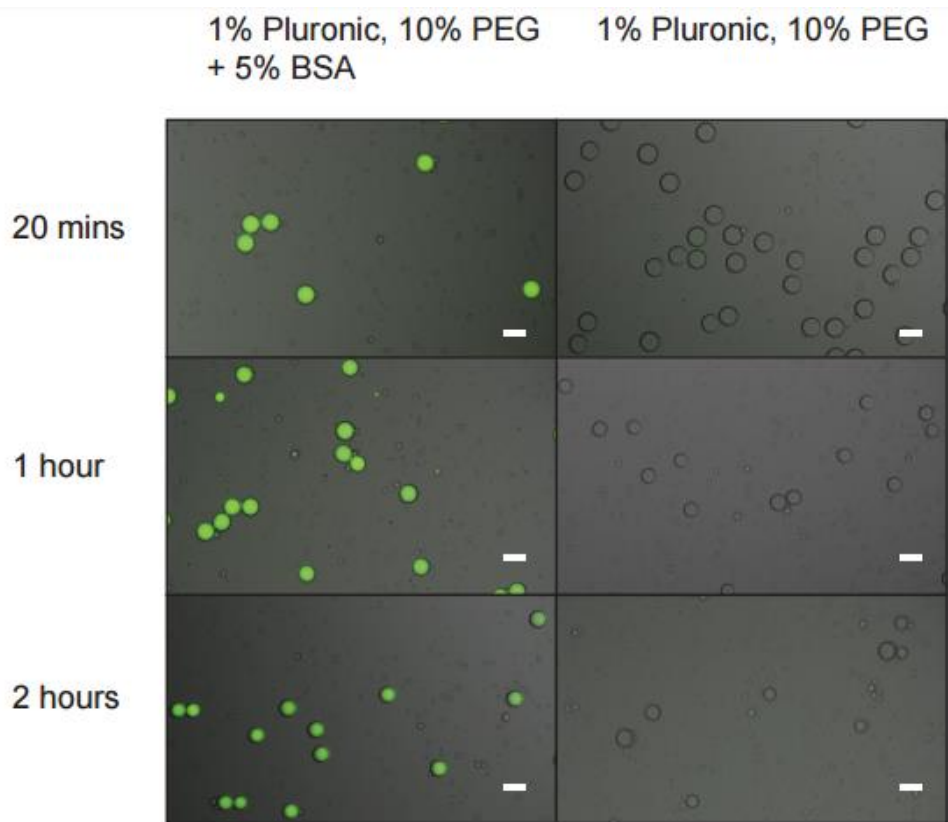 1% Pluronic, 10% PEG
+ 5% BSA
1% Pluronic, 10% PEG
20 mins
1 hour
2 hours